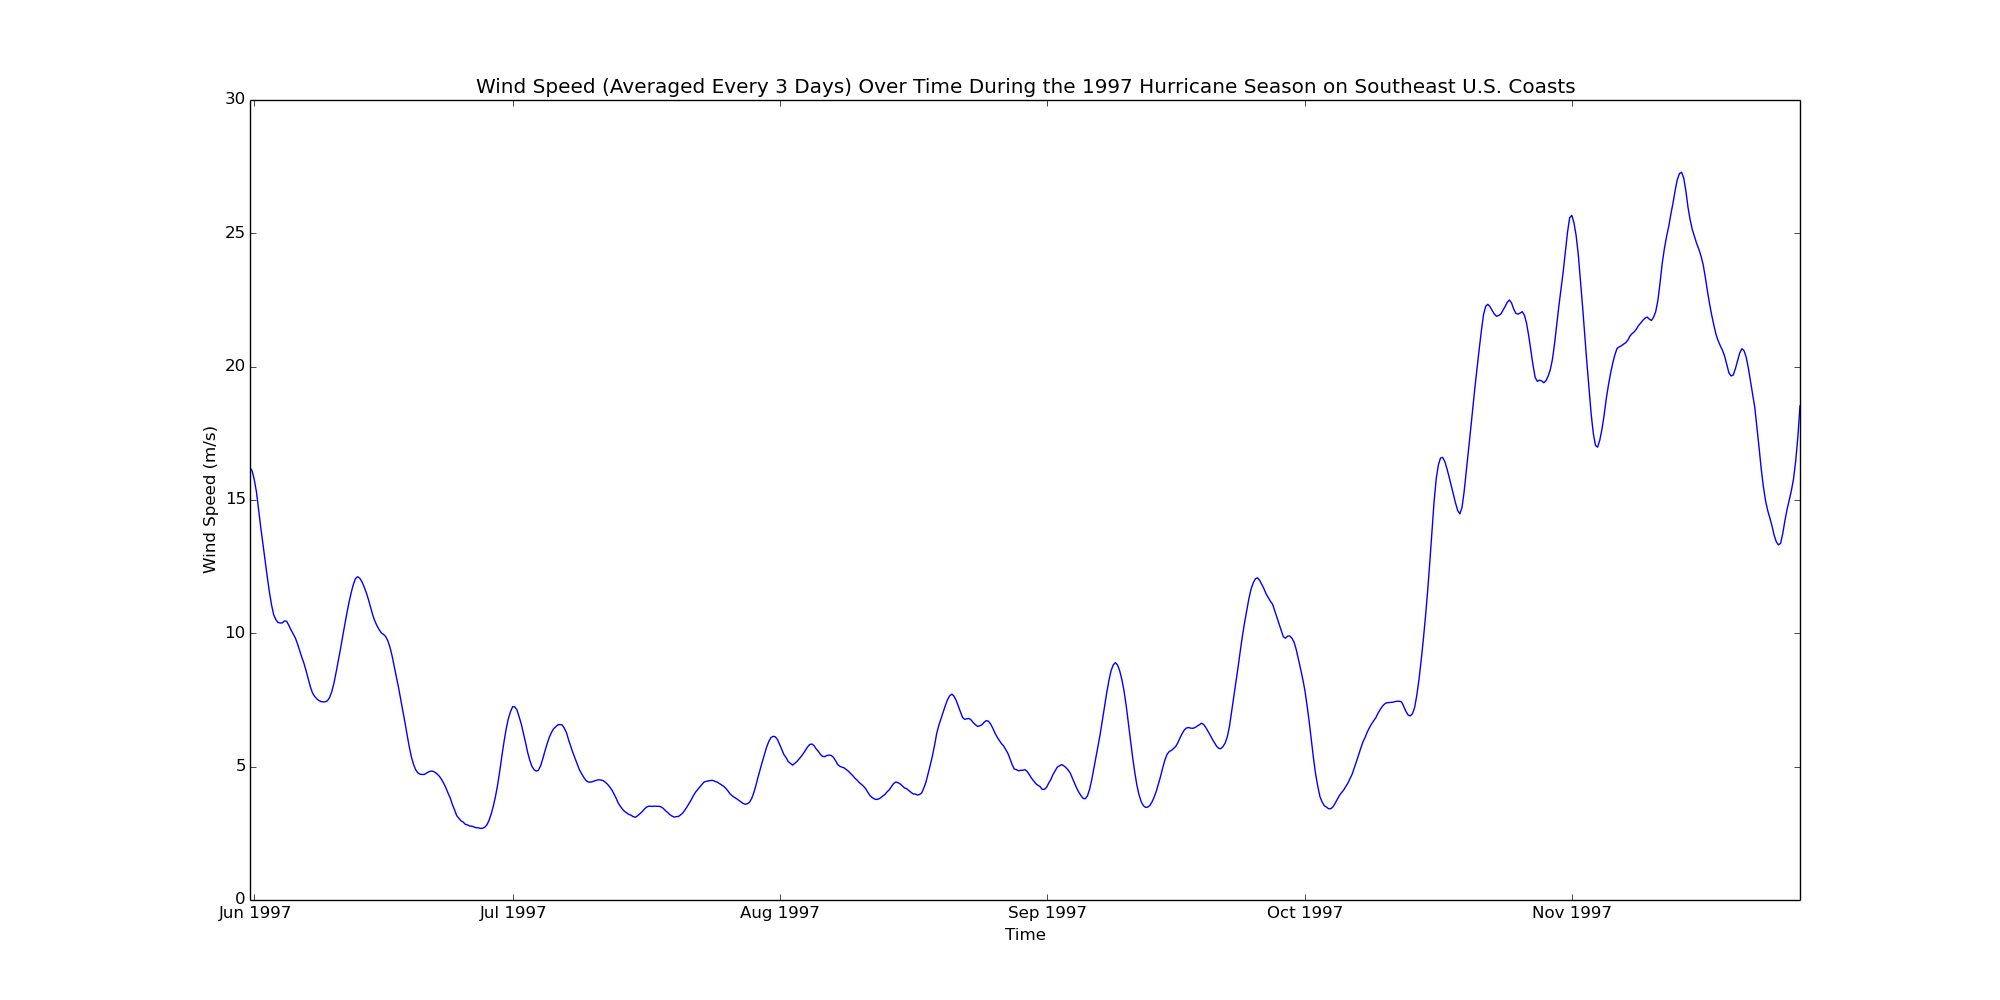 Wind Speed (Averaged Every 3 Days) Over Time During the 1997 Hurricane Season on Southeast U.S. Coasts
30
25
20
15
10
5
0
Wind Speed (m/s)
Jun 1997 Jul 1997 Aug 1997 Sep 1997 Oct 1997 Nov 1997
Time